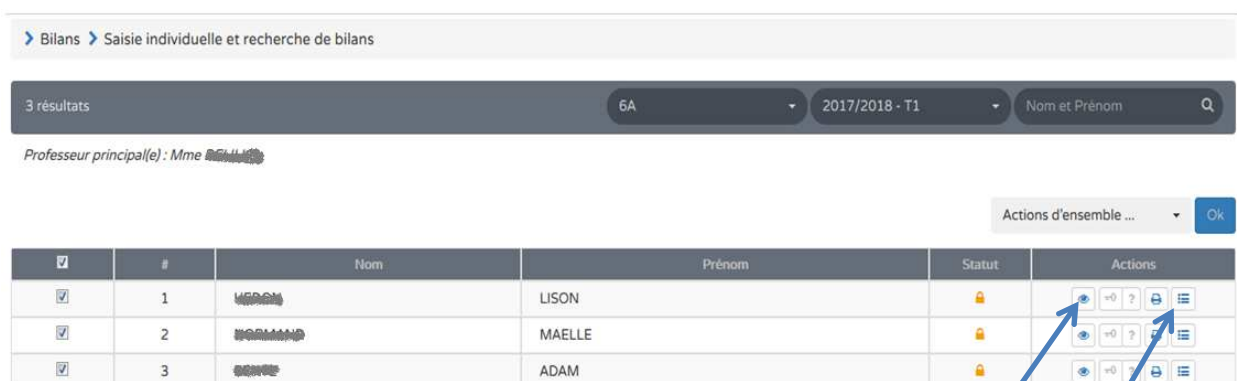 Bilans Saisie individuelle et recherche de bilans
3 résultats 6A 2017/2018 - T1 Nom et Prénom
Professeur principal(e) : Mme
Actions d'ensemble ... Ok
# Nom Prénom Statut Actions
1 LISON ?
2 MAELLE ?
3 ADAM ?